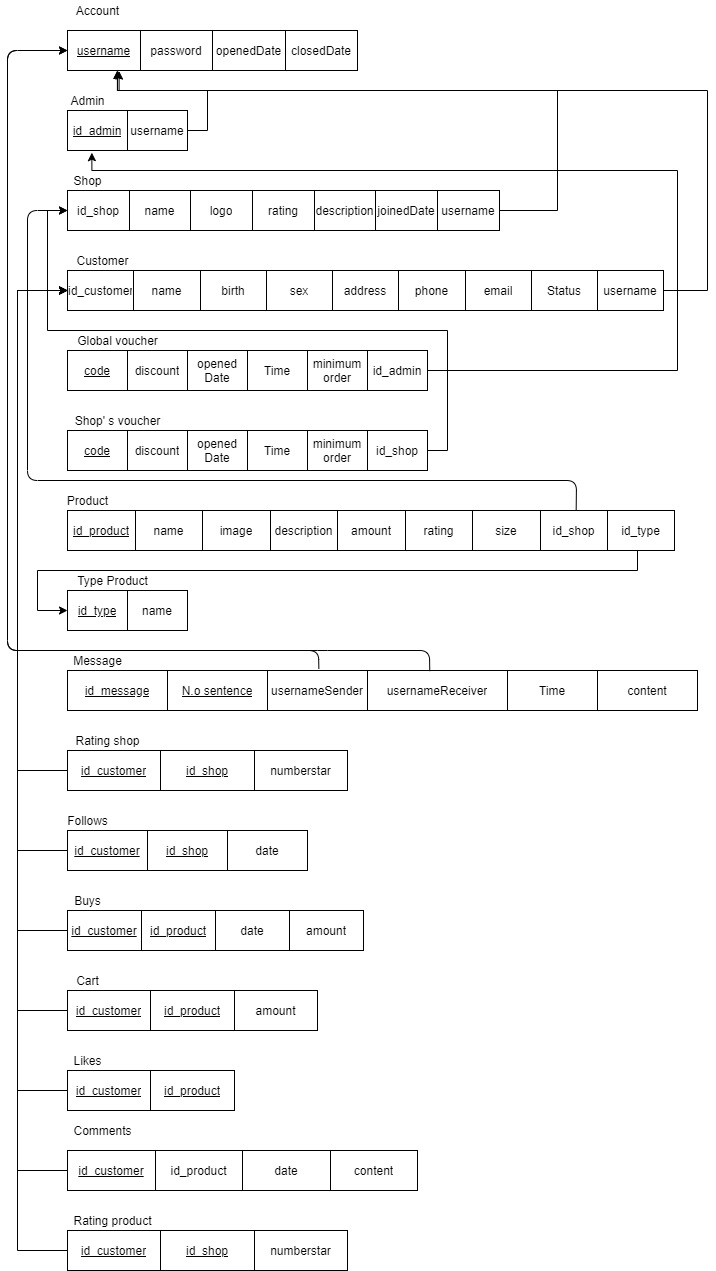 Account
username password openedDate closedDate
Admin
id_admin username
Shop
id_shop name logo rating description joinedDate username
Customer
id_customer name birth sex address phone email Status username
Global voucher
code discount opened Date Time minimum order id_admin
Shop' s voucher
code discount opened Date Time minimum order id_shop
Product
id_product name image description amount rating size id_shop id_type
Type Product
id_type name
Message
id_message N.o sentence usernameSender usernameReceiver Time content
Rating shop
id_customer id_shop numberstar
Follows
id_customer id_shop date
Buys
id_customer id_product date amount
Cart
id_customer id_product amount
Likes
id_customer id_product
Comments
id_customer id_product date content
Rating product
id_customer id_shop numberstar